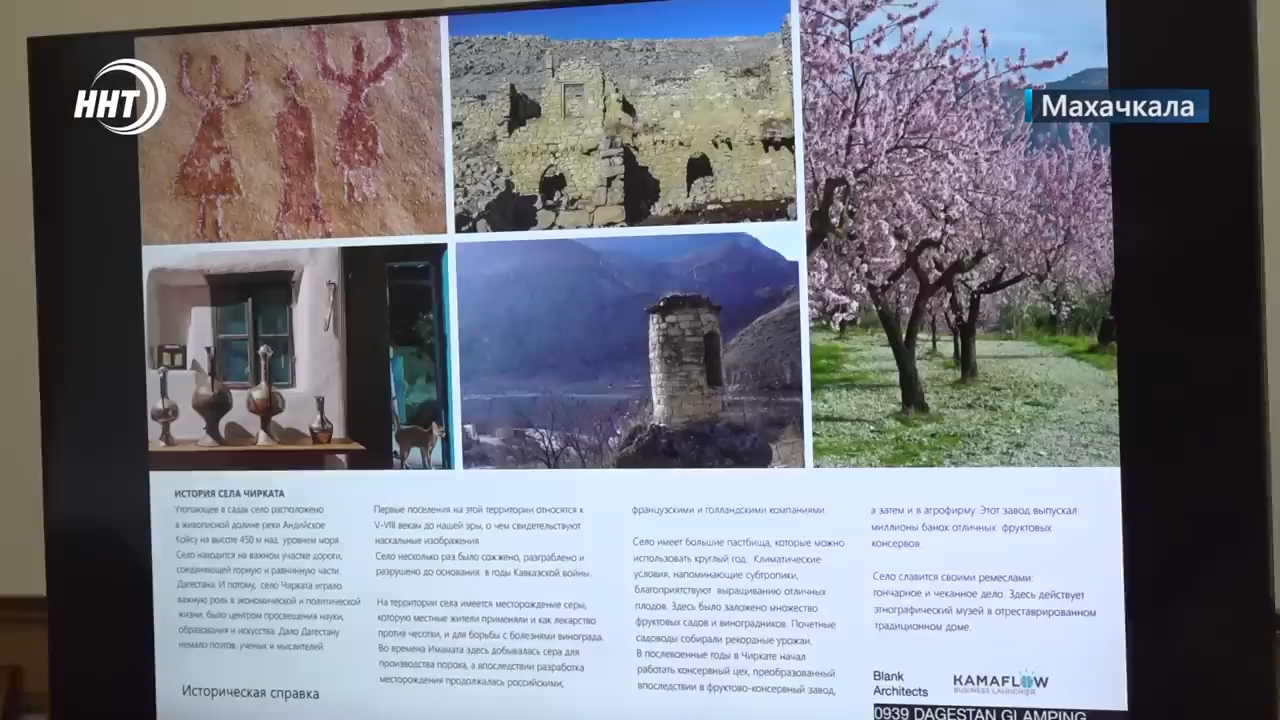 ННТ
Махачкала
ИСТОРИЯ СЕЛА ЧИРКАТА
Утопающее в садах село расположено
в живописной долине реки Андийское
Койсу на высоте 450 м над уровнем моря.
Село находится на важном участке дороги,
соединяющей горную и равнинную части
Дагестана. И потому, село Чирката играло
важную роль в экономической и политической
жизни, было центром просвещения науки,
образования и искусства. Дало Дагестану
немало поэтов, ученых и мыслителей.
Историческая справка
Первые поселения на этой территории относятся к
V-VIII векам до нашей эры, о чем свидетельствуют
наскальные изображения.
Село несколько раз было сожжено, разграблено и
разрушено до основания в годы Кавказской войны.
На территории села имеется месторождение серы,
которую местные жители применяли и как лекарство
против чесотки, и для борьбы с болезнями винограда.
Во времена Имамата здесь добывалась сера для
производства пороха, а впоследствии разработка
месторождения продолжалась российскими,
французскими и голландскими компаниями.
Село имеет большие пастбища, которые можно
использовать круглый год. Климатические
условия, напоминающие субтропики,
благоприятствуют выращиванию отличных
плодов. Здесь было заложено множество
фруктовых садов и виноградников. Почетные
садоводы собирали рекордные урожаи.
В послевоенные годы в Чиркате начал
работать консервный цех, преобразованный
впоследствии в фруктово-консервный завод,
а затем и в агрофирму. Этот завод выпускал
миллионы банок отличных фруктовых
консервов.
Село славится своими ремеслами:
гончарное и чеканное дело. Здесь действует
этнографический музей в отреставрированном
традиционном доме.
Blank
Architects
KAMAFLOW
BUSINESS LAUNCHER
0939 DAGESTAN GLAMPING